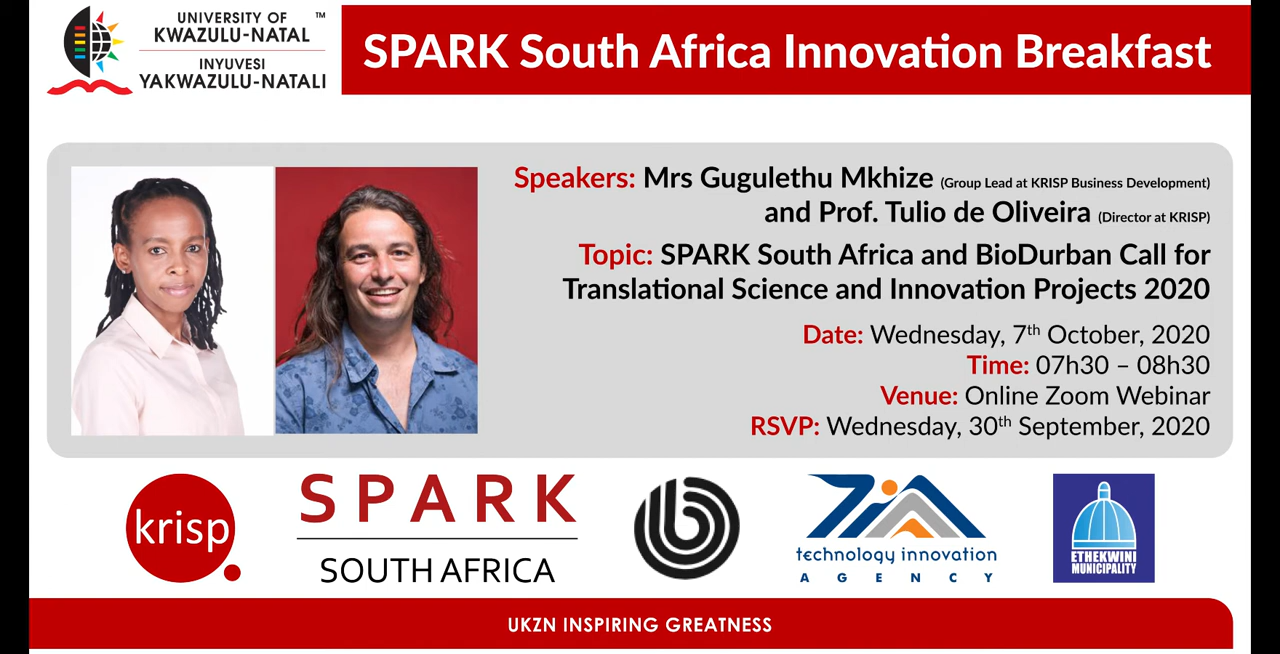 UNIVERSITY OF ™
KWAZULU-NATAL
INYUVESI
YAKWAZULU-NATALI
SPARK South Africa Innovation Breakfast
Speakers: Mrs Gugulethu Mkhize (Group Lead at KRISP Business Development)
and Prof. Tulio de Oliveira (Director at KRISP)
Topic: SPARK South Africa and BioDurban Call for
Translational Science and Innovation Projects 2020
Date: Wednesday, 7th October, 2020
Time: 07h30 – 08h30
Venue: Online Zoom Webinar
RSVP: Wednesday, 30th September, 2020
krisp
SPARK
SOUTH AFRICA
b
TIA
technology innovation
AGENCY
ETHEKWINI
MUNICIPALITY
UKZN INSPIRING GREATNESS